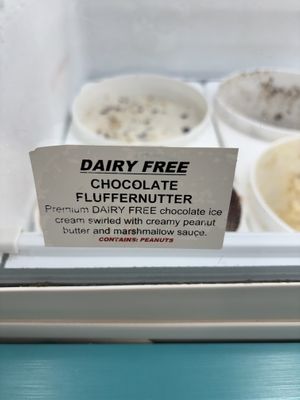 DAIRY FREE
CHOCOLATE
FLUFFERNUTTER
Premium DAIRY FREE chocolate ice
cream swirled with creamy peanut
butter and marshmallow sauce.
CONTAINS: PEANUTS